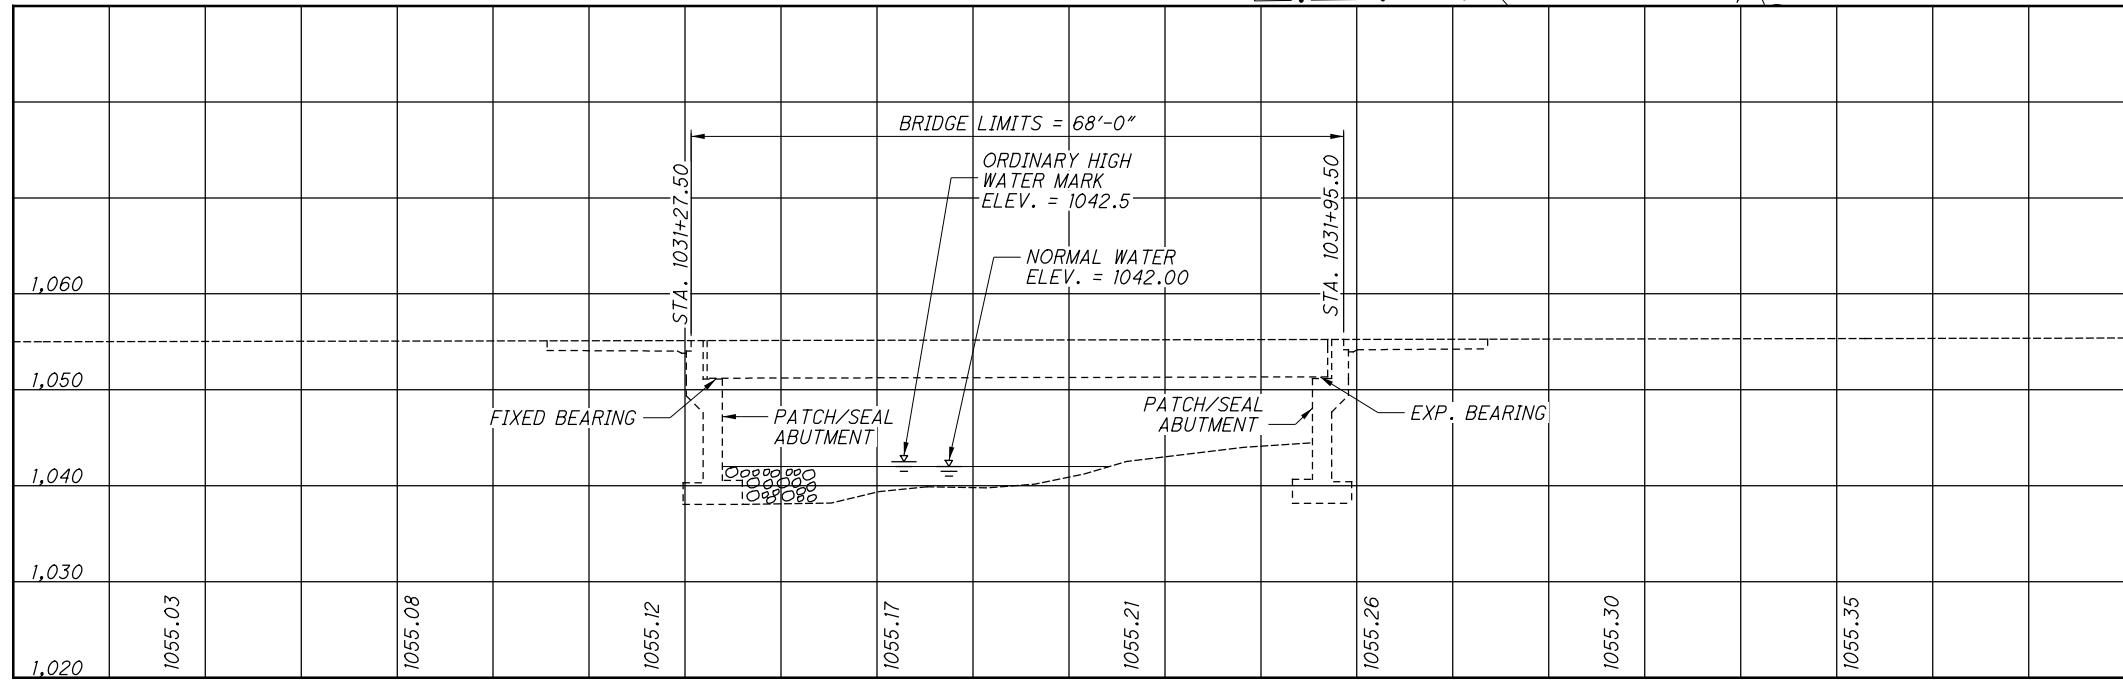 BRIDGE LIMITS = 68'-0"
STA. 1031+27.50
STA. 1031+95.50
ORDINARY HIGH
WATER MARK
ELEV. = 1042.5
NORMAL WATER
ELEV. = 1042.00
1,060
1,050
FIXED BEARING
PATCH/SEAL
ABUTMENT
PATCH/SEAL
ABUTMENT
EXP. BEARING
1,040
1,030
1055.03
1055.08
1055.12
1055.17
1055.21
1055.26
1055.30
1055.35
1,020